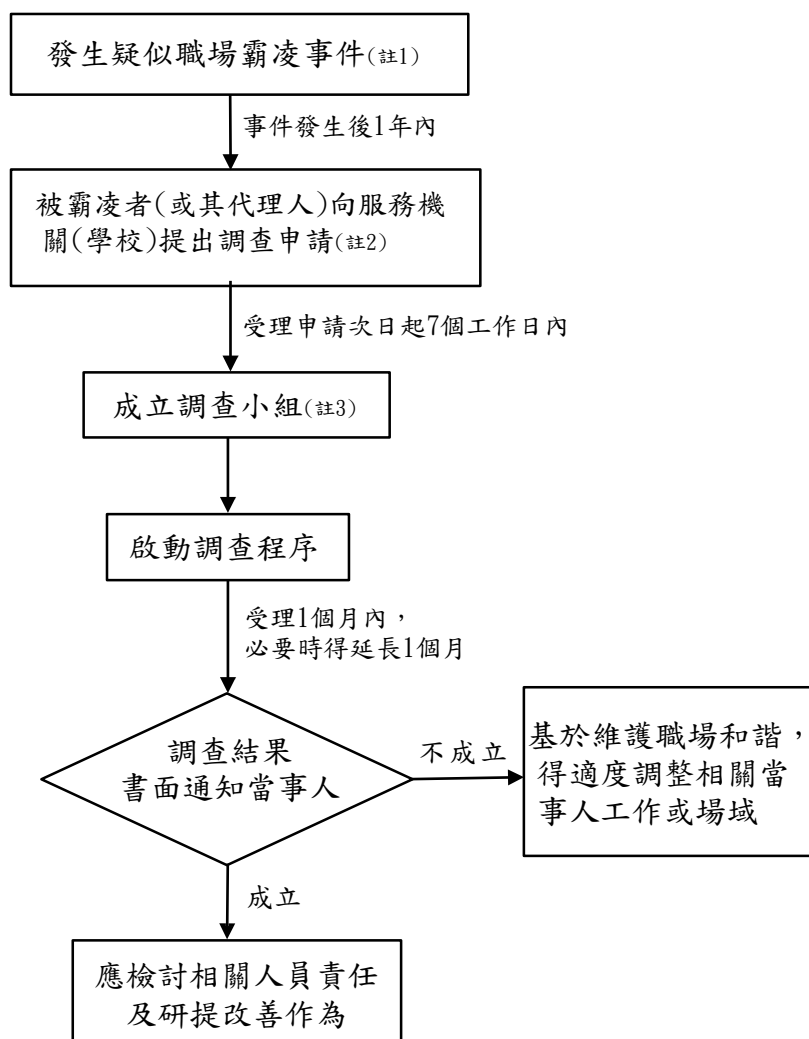 發生疑似職場霸凌事件(註1)
事件發生後1年內
被霸凌者(或其代理人)向服務機
關(學校)提出調查申請(註2)
受理申請次日起7個工作日內
成立調查小組(註3)
啟動調查程序
受理1個月內，
必要時得延長1個月
調查結果
書面通知當事人
不成立
基於維護職場和諧，
得適度調整相關當
事人工作或場域
成立
應檢討相關人員責任
及研提改善作為